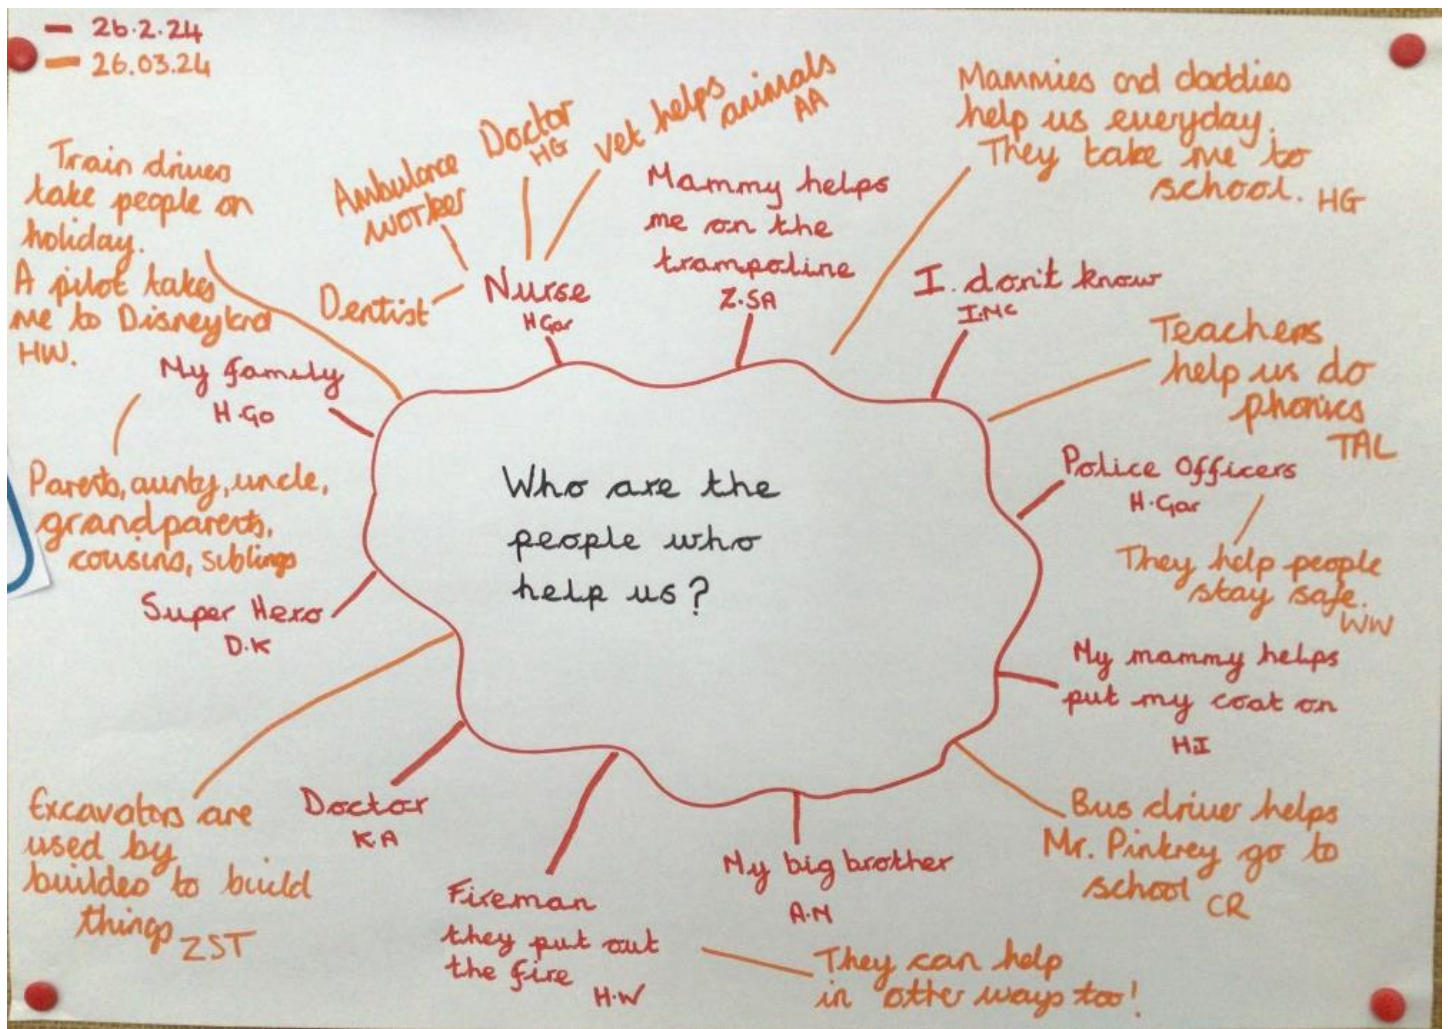 26.2.24
26.03.24
Train drivers
take people on
holiday.
A pilot takes
me to Disneyland
HW.
Ambulance
worker
Doctor
HG
Vet helps
animals
AA
Dentist
Nurse
H Gar
Mammy helps
me on the
trampoline
Z.SA
Mammies and daddies
help us everyday.
They take me to
school. HG
I don't know
I.Mc
Teachers
help us do
phonics
TAL
My family
H.Go
Parents, aunty, uncle,
grandparents,
cousins, siblings
Police Officers
H.Gar
They help people
stay safe.
WW
Who are the
people who
help us?
Super Hero
D.K
My mammy helps
put my coat on
H.I
Excavators are
used by
builders to build
things ZST
Doctor
K.A
Fireman
they put out
the fire
H.W
They can help
in other ways too!
My big brother
A.M
Bus driver helps
Mr. Pinkney go to
school CR